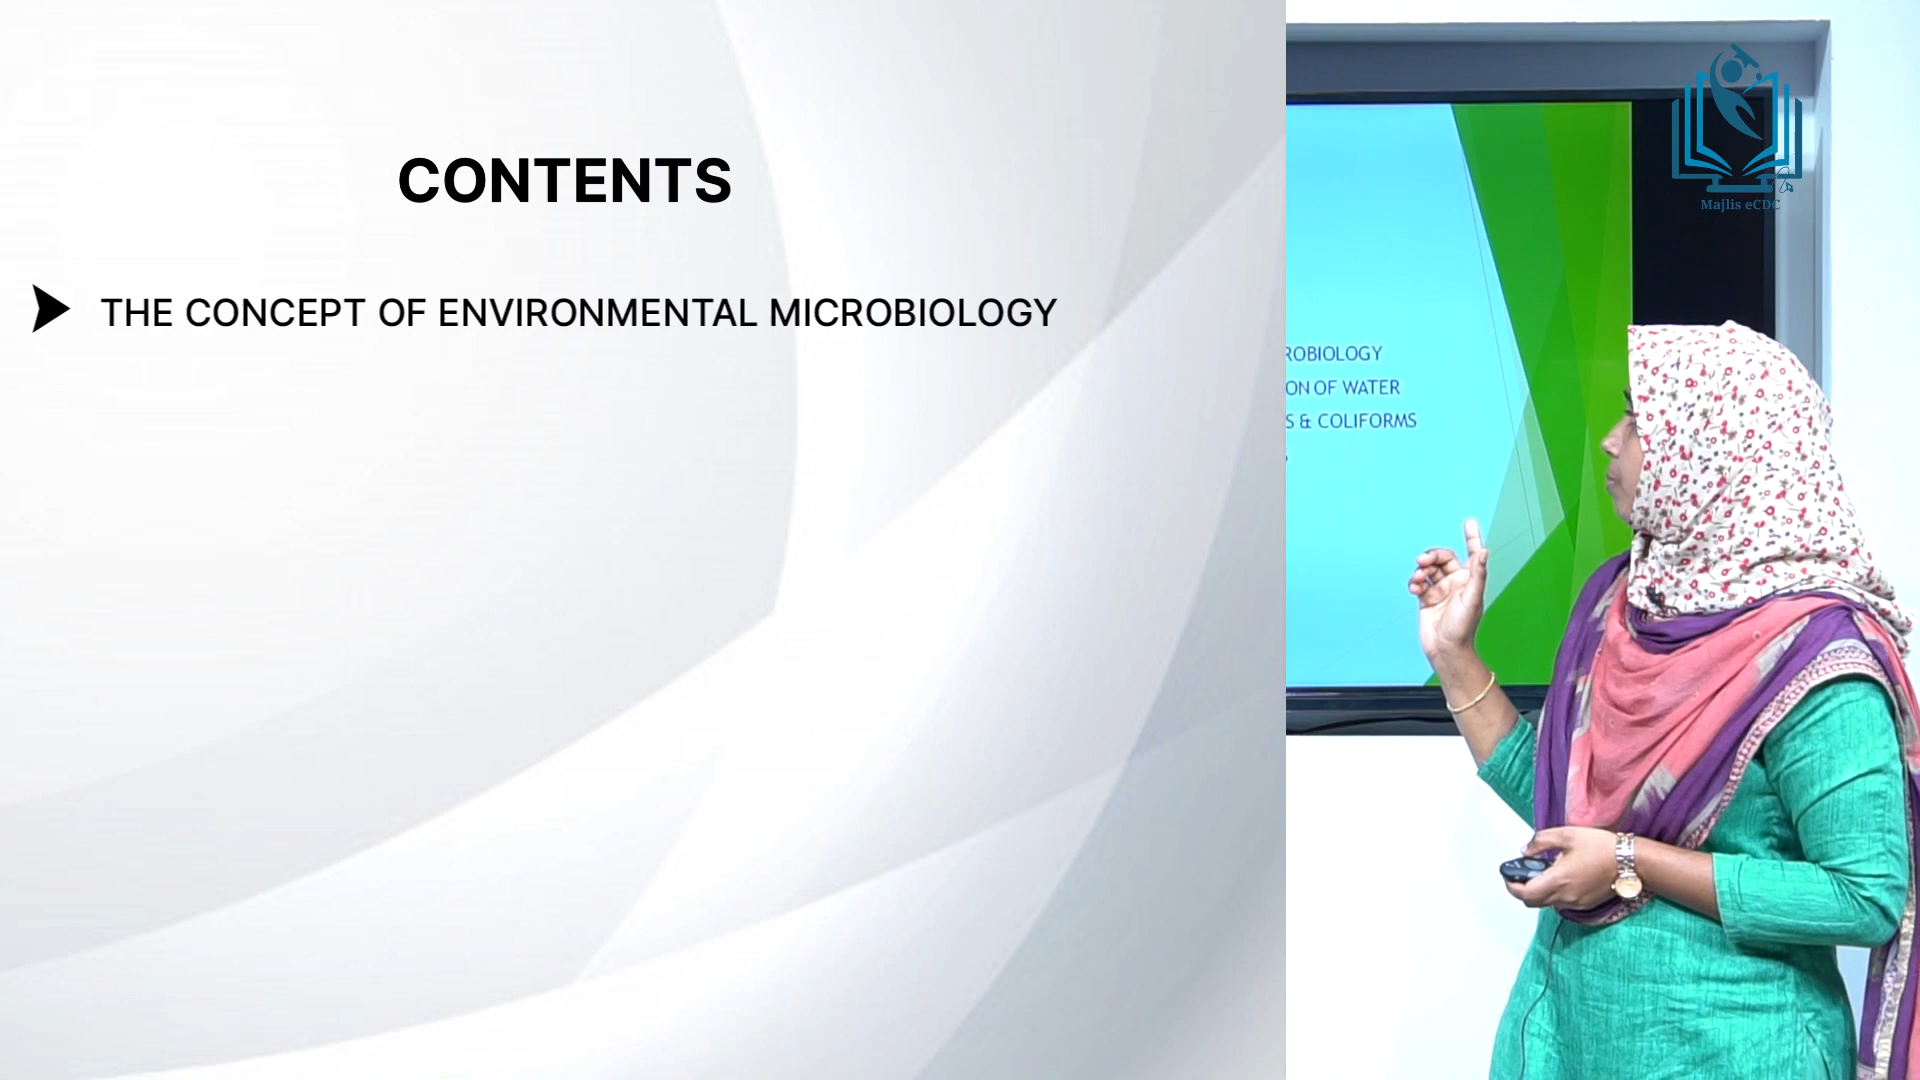 CONTENTS
THE CONCEPT OF ENVIRONMENTAL MICROBIOLOGY
ROBIOLOGY
ON OF WATER
S & COLIFORMS
Majlis eCDC